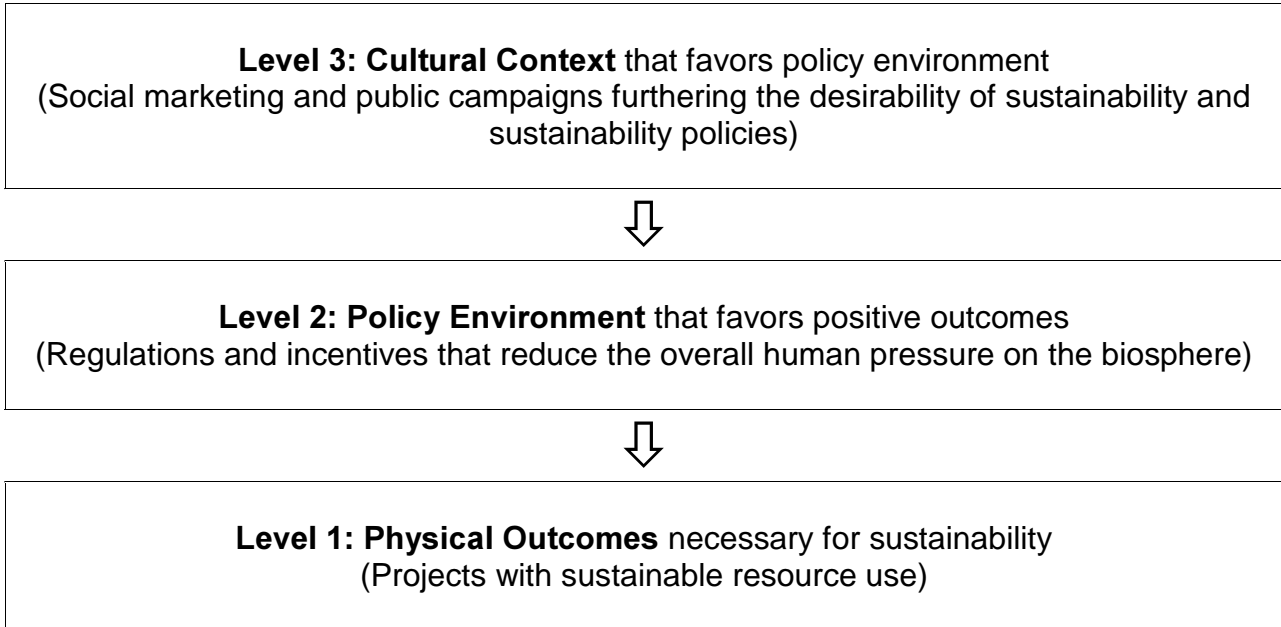 Level 3: Cultural Context that favors policy environment
(Social marketing and public campaigns furthering the desirability of sustainability and
sustainability policies)
Level 2: Policy Environment that favors positive outcomes
(Regulations and incentives that reduce the overall human pressure on the biosphere)
Level 1: Physical Outcomes necessary for sustainability
(Projects with sustainable resource use)